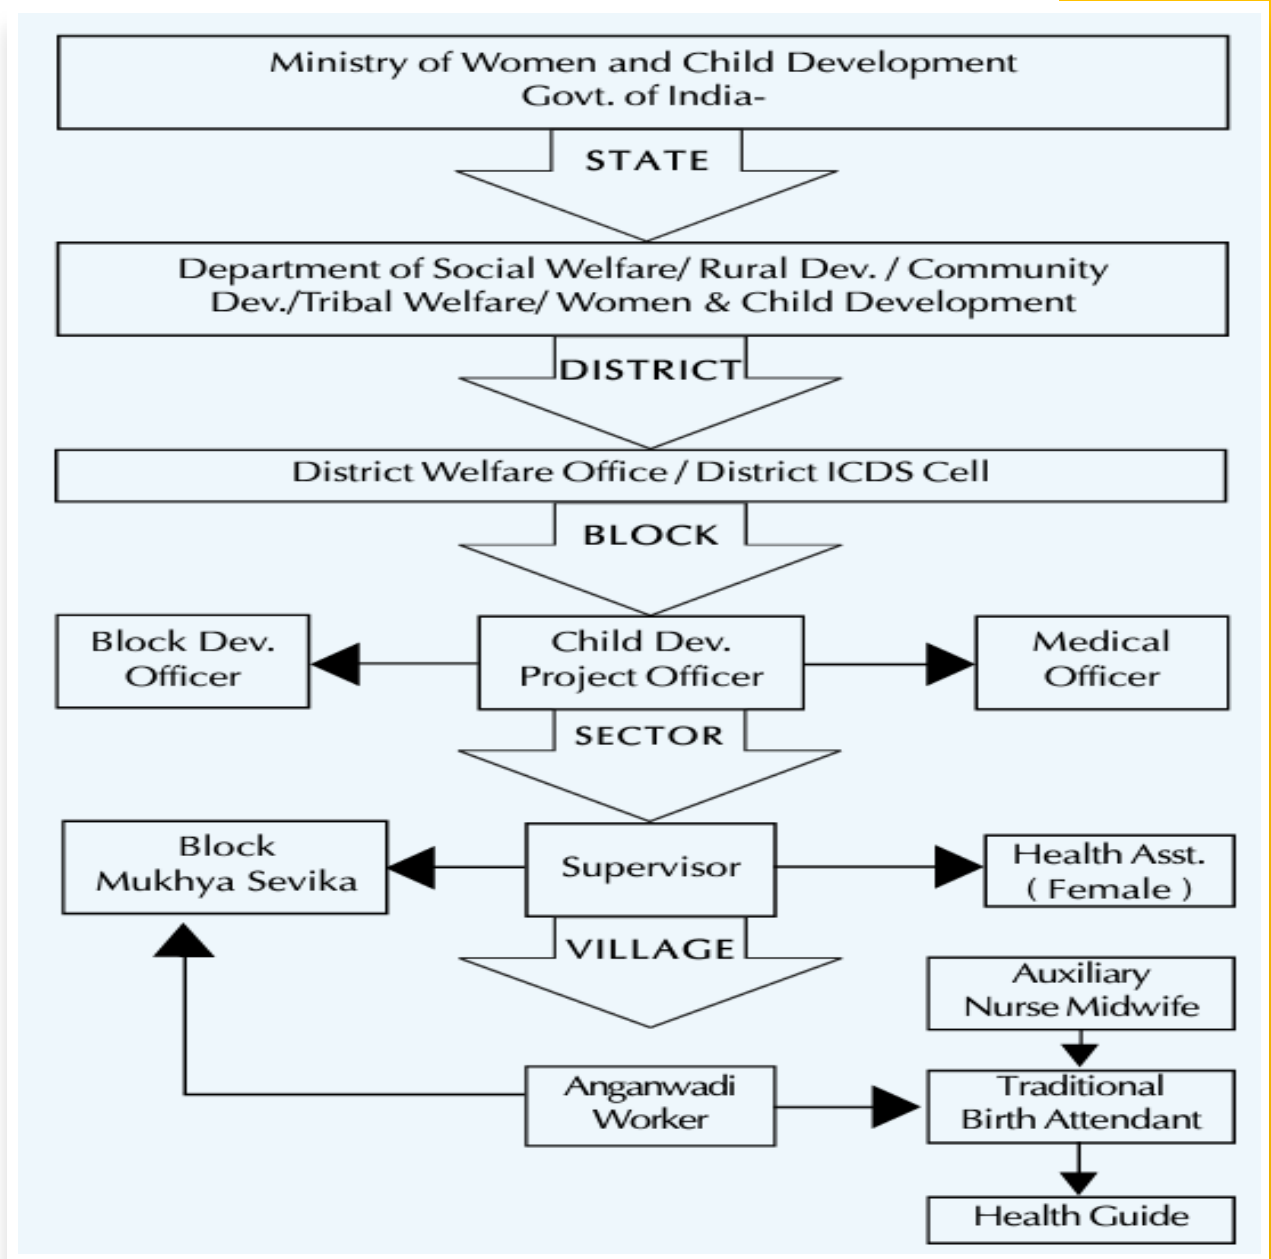 Ministry of Women and Child Development
Govt. of India-
STATE
Department of Social Welfare/ Rural Dev. / Community
Dev./Tribal Welfare/ Women & Child Development
DISTRICT
District Welfare Office / District ICDS Cell
BLOCK
Block Dev.
Officer
Child Dev.
Project Officer
Medical
Officer
SECTOR
Block
Mukhya Sevika
Supervisor
Health Asst.
( Female )
VILLAGE
Auxiliary
Nurse Midwife
Anganwadi
Worker
Traditional
Birth Attendant
Health Guide